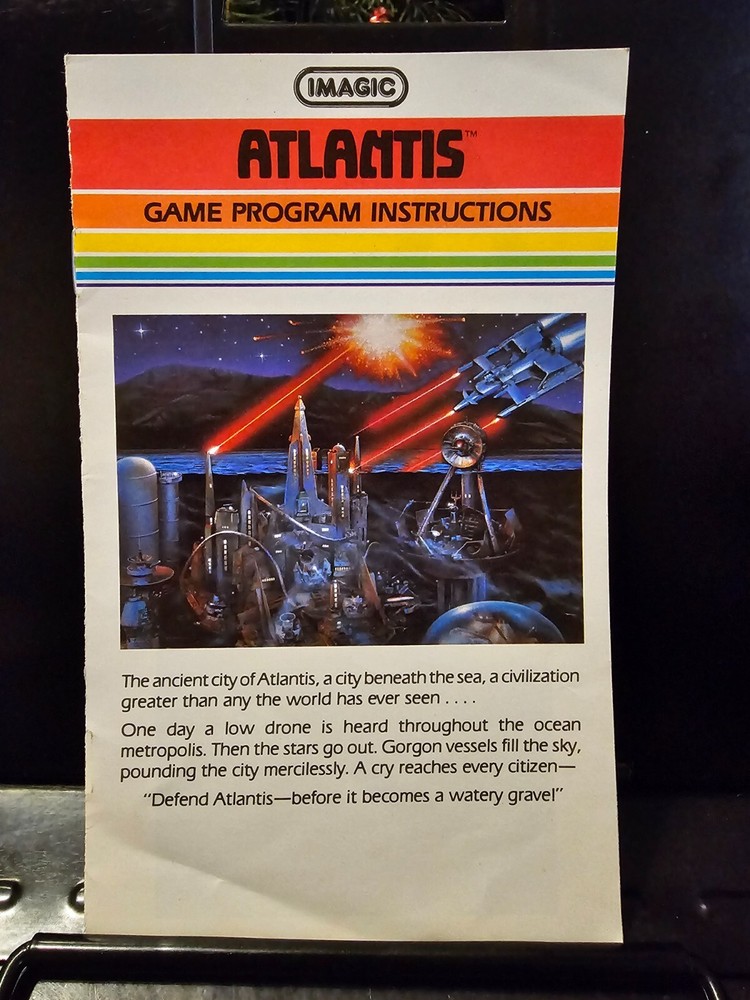 IMAGIC
ATLANTIS™
GAME PROGRAM INSTRUCTIONS
The ancient city of Atlantis, a city beneath the sea, a civilization
greater than any the world has ever seen . . . .
One day a low drone is heard throughout the ocean
metropolis. Then the stars go out. Gorgon vessels fill the sky,
pounding the city mercilessly. A cry reaches every citizen—
“Defend Atlantis—before it becomes a watery grave!”